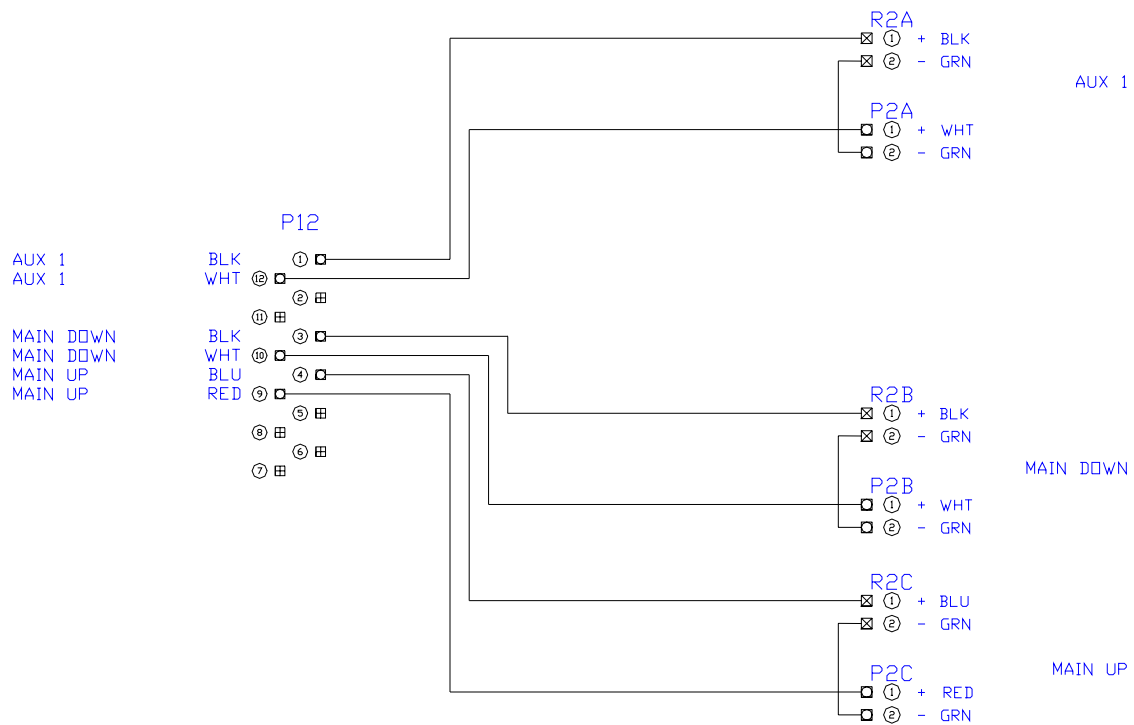 R2A
1 + BLK
2 - GRN
AUX 1
P2A
1 + WHT
2 - GRN
P12
AUX 1 BLK 1
AUX 1 WHT 12
2
11
MAIN DOWN BLK 3
MAIN DOWN WHT 10
MAIN UP BLU 4
MAIN UP RED 9
5
8
6
7
R2B
1 + BLK
2 - GRN
MAIN DOWN
P2B
1 + WHT
2 - GRN
R2C
1 + BLU
2 - GRN
MAIN UP
P2C
1 + RED
2 - GRN